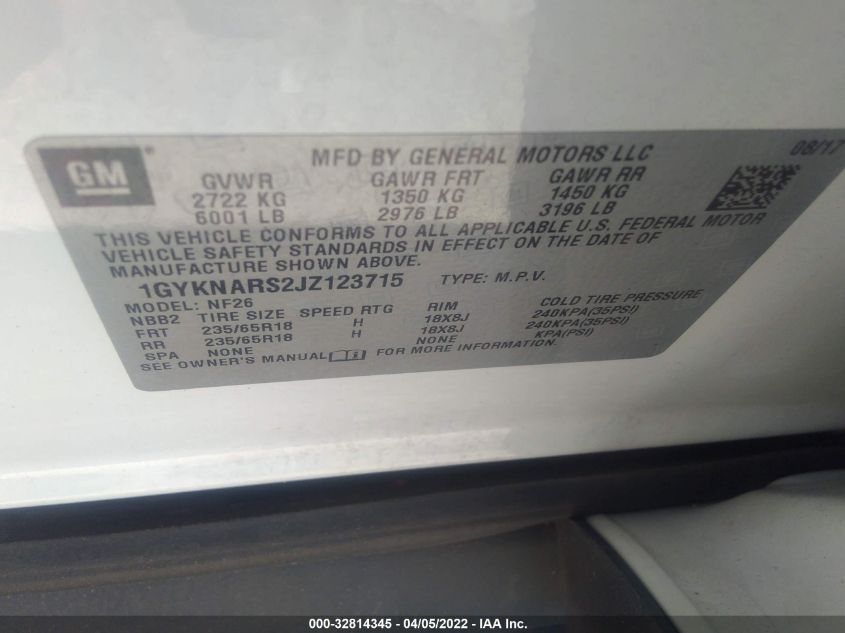 GM
MFD BY GENERAL MOTORS LLC 08/17
GVWR GAWR FRT GAWR RR
2722 KG 1350 KG 1450 KG
6001 LB 2976 LB 3196 LB
THIS VEHICLE CONFORMS TO ALL APPLICABLE U.S. FEDERAL MOTOR
VEHICLE SAFETY STANDARDS IN EFFECT ON THE DATE OF
MANUFACTURE SHOWN ABOVE.
1GYKNARS2JZ123715 TYPE: M.P.V.
MODEL: NF26
NBB2 TIRE SIZE SPEED RTG RIM COLD TIRE PRESSURE
FRT 235/65R18 H 18X8J 240KPA(35PSI)
RR 235/65R18 H 18X8J 240KPA(35PSI)
SPA NONE NONE KPA(PSI)
SEE OWNER'S MANUAL FOR MORE INFORMATION.
000-32814345 - 04/05/2022 - IAA Inc.